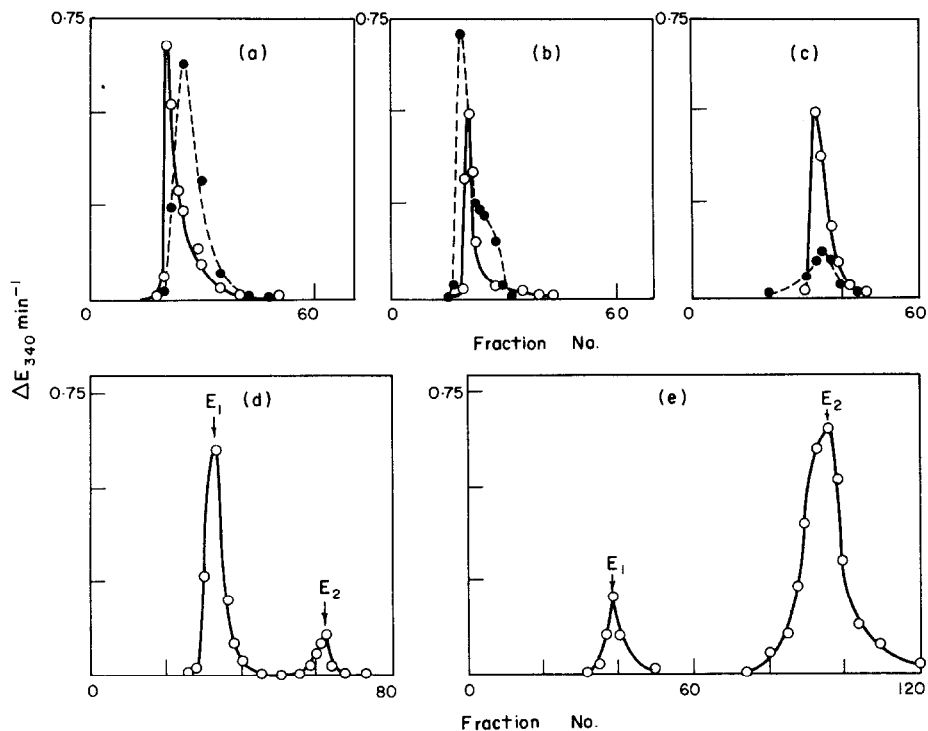 0·75
(a)
0
60
0·75
(b)
0
60
0·75
(c)
0
60
Fraction No.
ΔE340 min⁻¹
0·75
(d)
E1
E2
0
80
0·75
(e)
E1
E2
0
60
120
Fraction No.